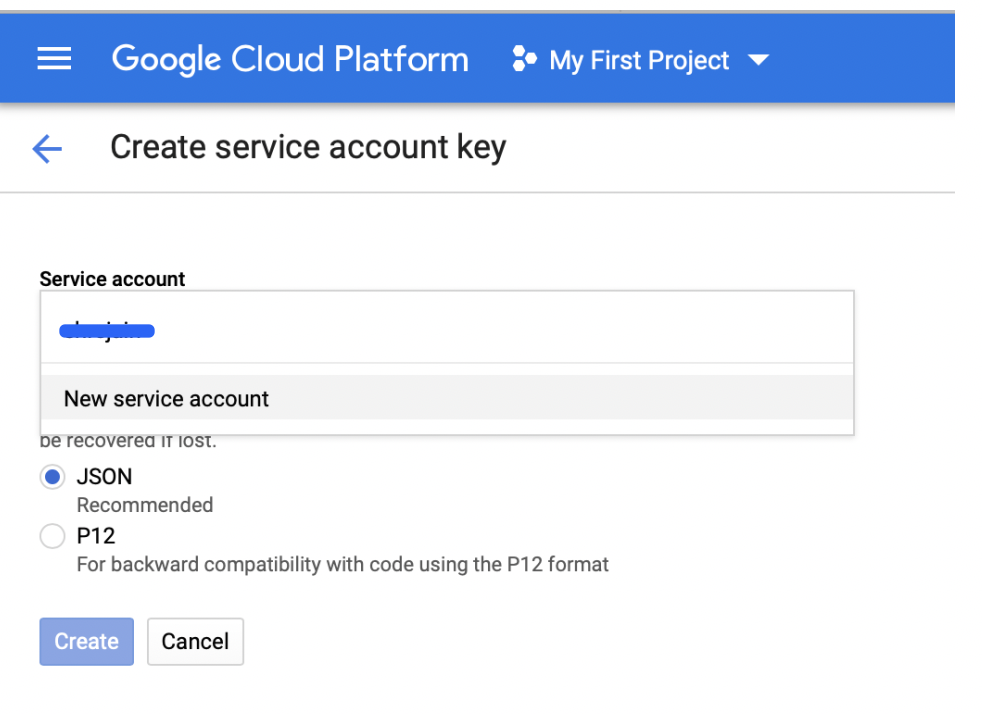 Google Cloud Platform My First Project
Create service account key
Service account
New service account
be recovered if lost.
JSON
Recommended
P12
For backward compatibility with code using the P12 format
Create Cancel